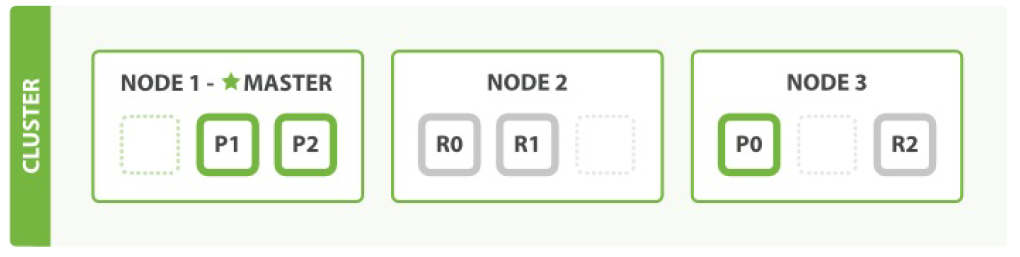 CLUSTER
NODE 1 - ★ MASTER
P1
P2
NODE 2
R0
R1
NODE 3
P0
R2